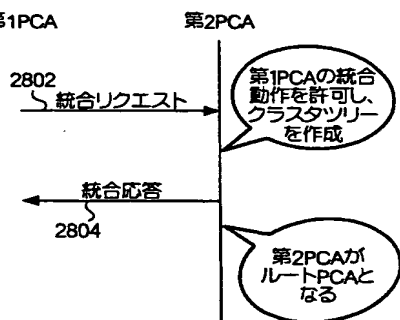 第1PCA
第2PCA
2802
統合リクエスト
第1PCAの統合
動作を許可し、
クラスタツリー
を作成
統合応答
2804
第2PCAが
ルートPCAと
なる